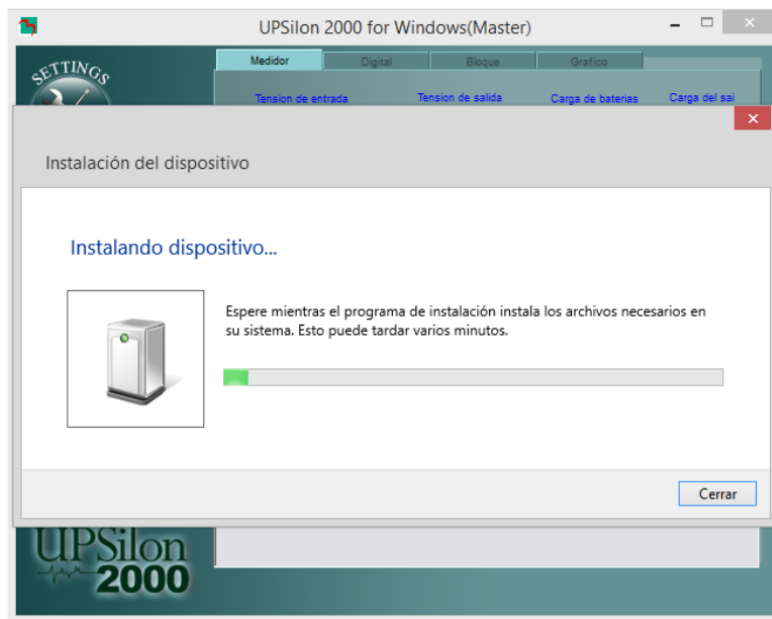 UPSilon 2000 for Windows(Master)
SETTINGS
Medidor Digital Bloque Grafico
Tension de entrada Tension de salida Carga de baterias Carga del sai
Instalación del dispositivo
Instalando dispositivo...
Espere mientras el programa de instalación instala los archivos necesarios en
su sistema. Esto puede tardar varios minutos.
Cerrar
UPSilon
2000